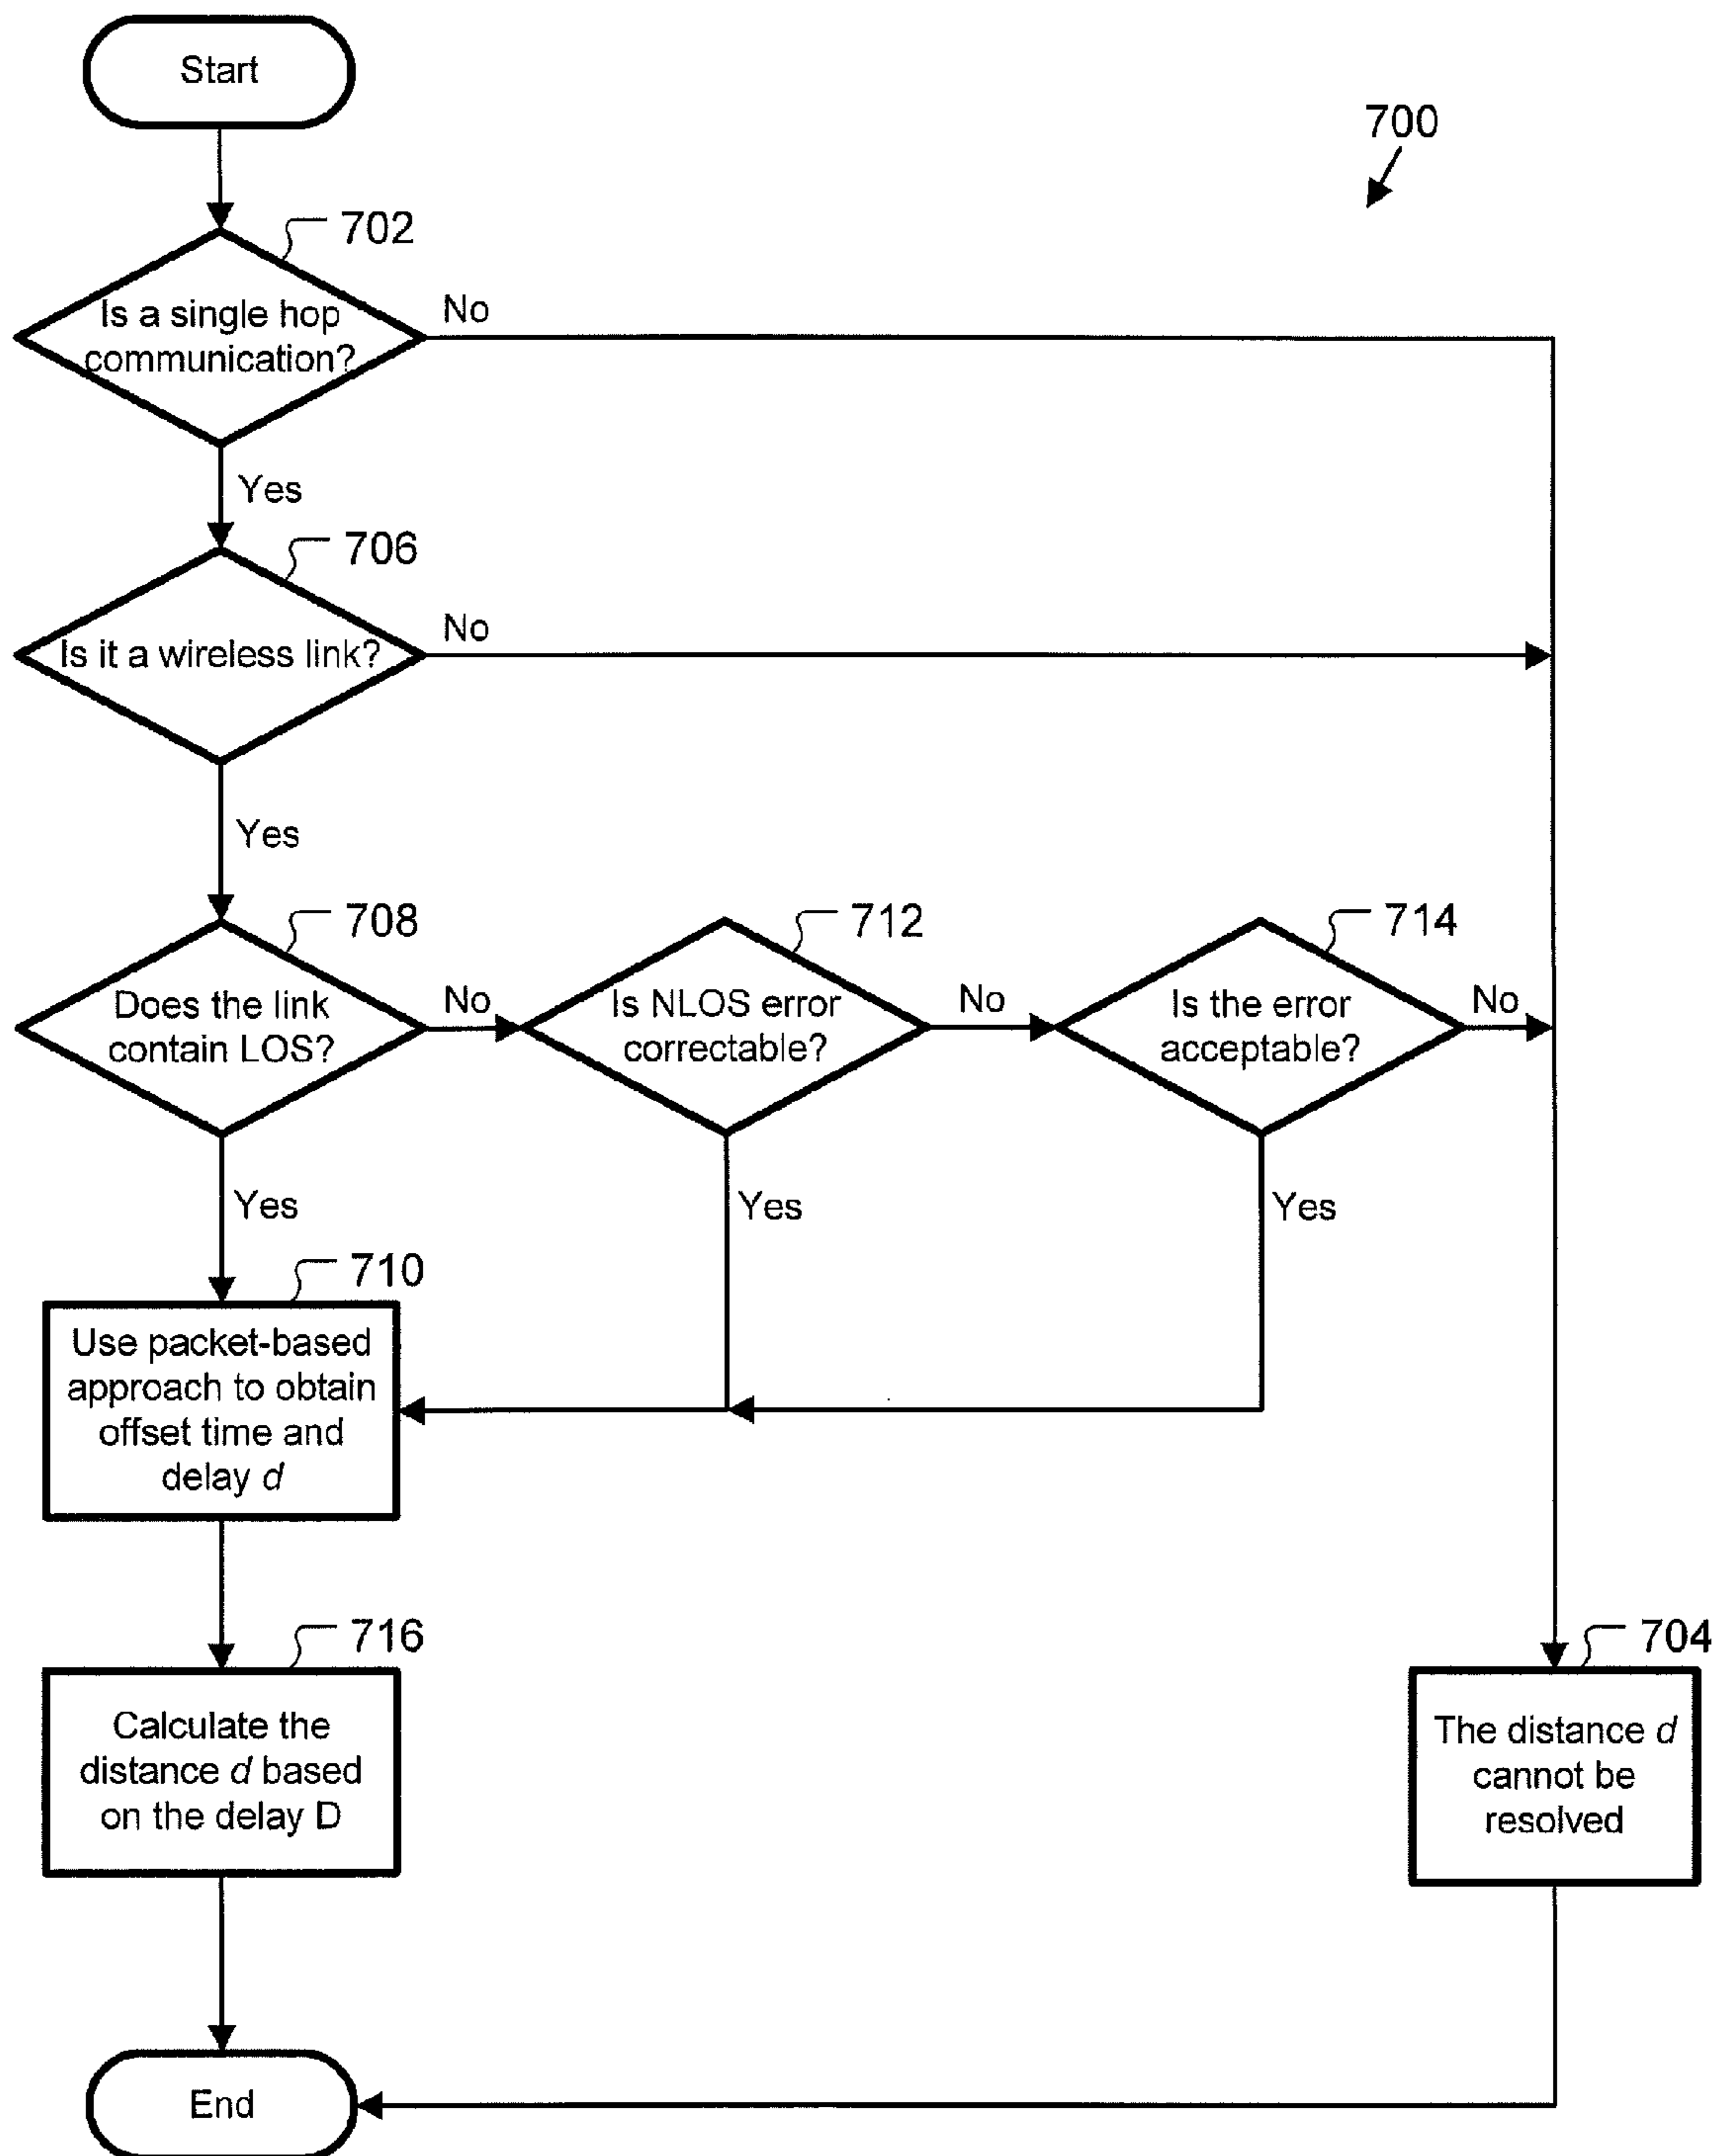 Start
700
702
Is a single hop
communication?
No
Yes
706
Is it a wireless link?
No
Yes
708
Does the link
contain LOS?
No
712
Is NLOS error
correctable?
No
714
Is the error
acceptable?
No
Yes
Yes
Yes
710
Use packet-based
approach to obtain
offset time and
delay d
716
Calculate the
distance d based
on the delay D
704
The distance d
cannot be
resolved
End